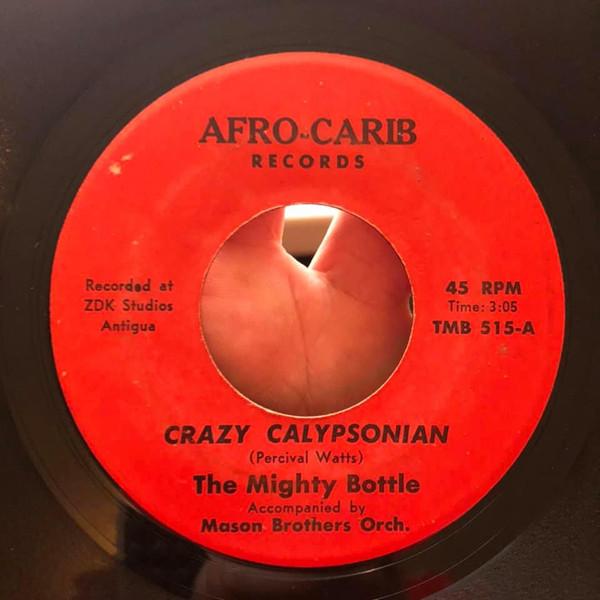 AFRO-CARIB
RECORDS
Recorded at
ZDK Studios
Antigua
45 RPM
Time: 3:05
TMB 515-A
CRAZY CALYPSONIAN
(Percival Watts)
The Mighty Bottle
Accompanied by
Mason Brothers Orch.